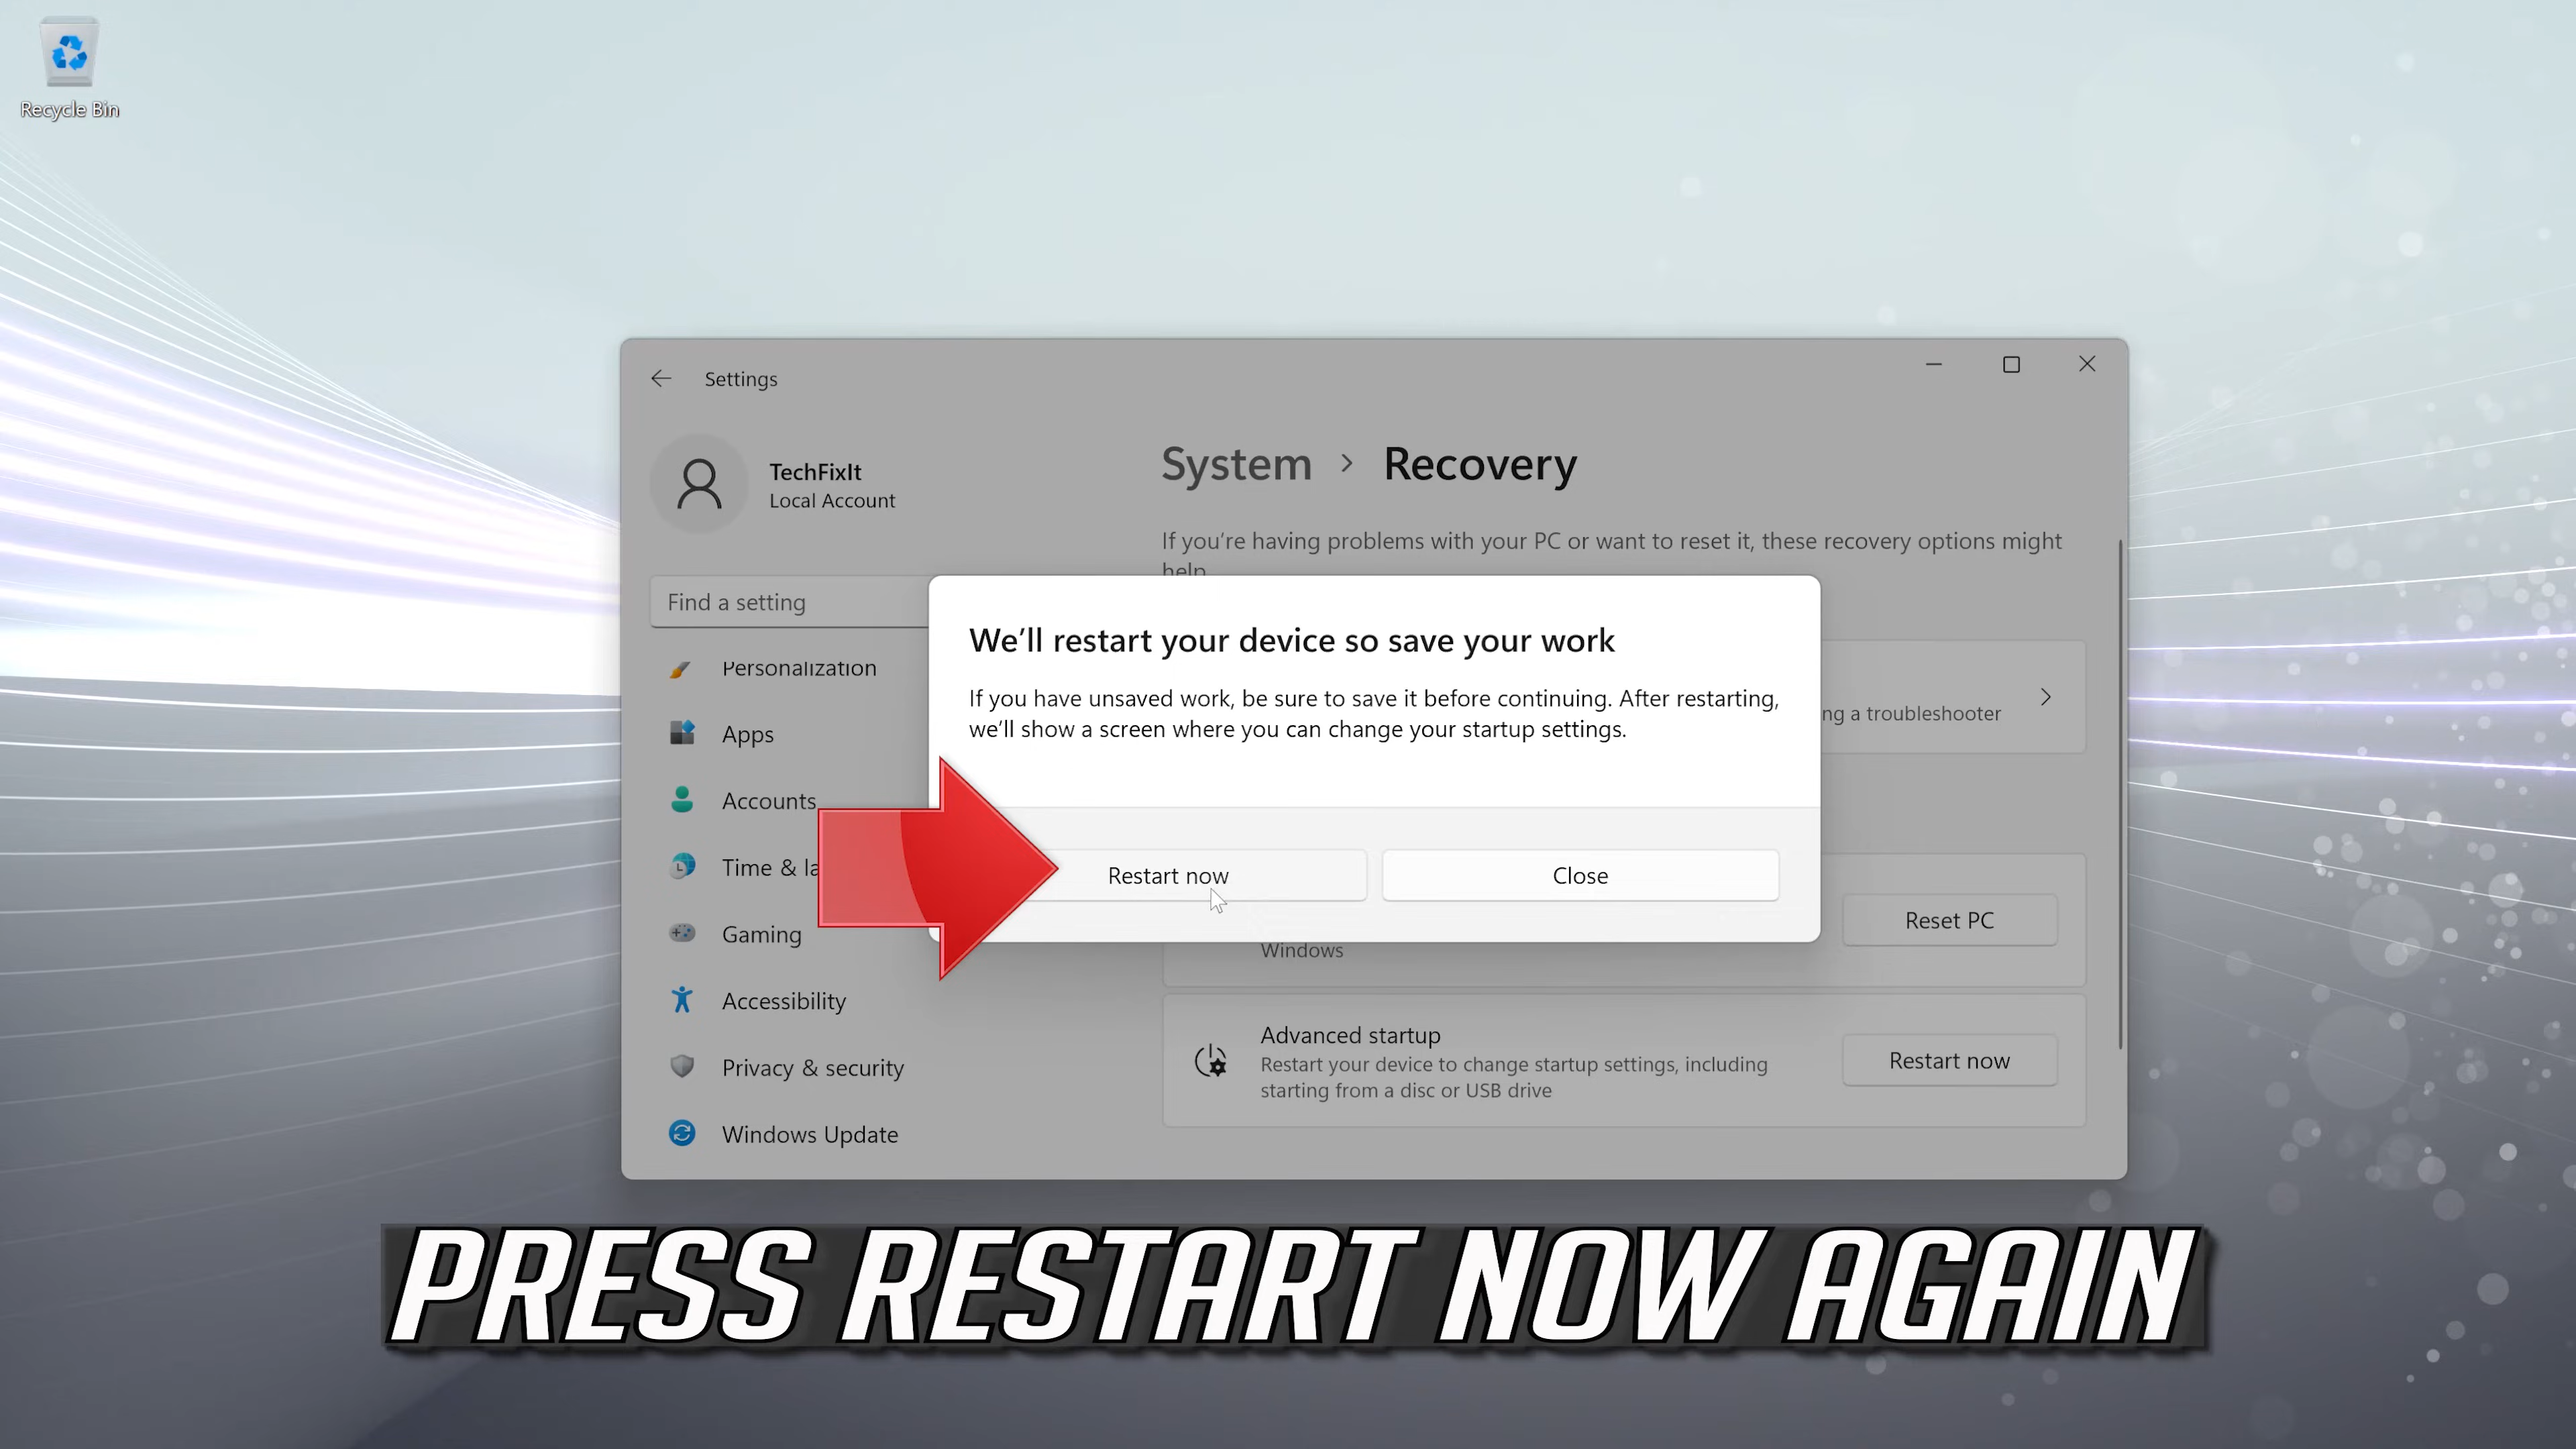 Recycle Bin
Settings
TechFixIt
Local Account
System > Recovery
If you're having problems with your PC or want to reset it, these recovery options might
help
Find a setting
We'll restart your device so save your work
If you have unsaved work, be sure to save it before continuing. After restarting,
we'll show a screen where you can change your startup settings.
Restart now
Close
Personalization
Apps
Accounts
Time & la
Gaming
Accessibility
Privacy & security
Windows Update
ng a troubleshooter
Reset PC
Windows
Advanced startup
Restart your device to change startup settings, including
starting from a disc or USB drive
Restart now
PRESS RESTART NOW AGAIN